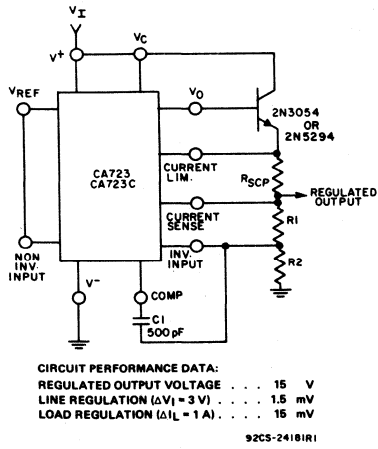 VI
V+
VC
VREF
VO
2N3054
OR
2N5294
CA723
CA723C
CURRENT
LIM.
RSCP
REGULATED
OUTPUT
CURRENT
SENSE
R1
NON
INV.
INPUT
INV.
INPUT
R2
V-
COMP
C1
500 pF
CIRCUIT PERFORMANCE DATA:
REGULATED OUTPUT VOLTAGE . . . . 15 V
LINE REGULATION (ΔVI = 3 V) . . . . 1.5 mV
LOAD REGULATION (ΔIL = 1 A) . . . . 15 mV
92CS-24181R1